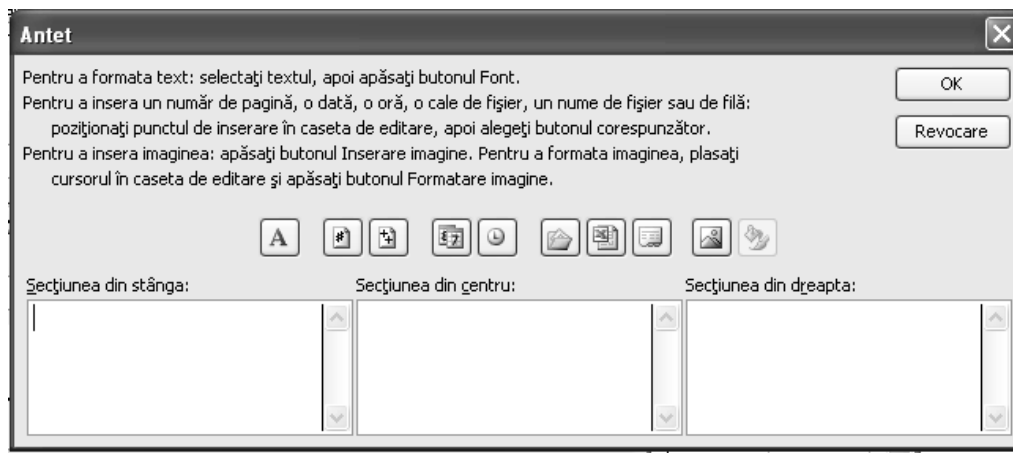 Antet
Pentru a formata text: selectaţi textul, apoi apăsaţi butonul Font.
Pentru a insera un număr de pagină, o dată, o oră, o cale de fişier, un nume de fişier sau de filă:
poziţionaţi punctul de inserare în caseta de editare, apoi alegeţi butonul corespunzător.
Pentru a insera imaginea: apăsaţi butonul Inserare imagine. Pentru a formata imaginea, plasaţi
cursorul în caseta de editare şi apăsaţi butonul Formatare imagine.
OK
Revocare
A
Secţiunea din stânga:
Secţiunea din centru:
Secţiunea din dreapta: